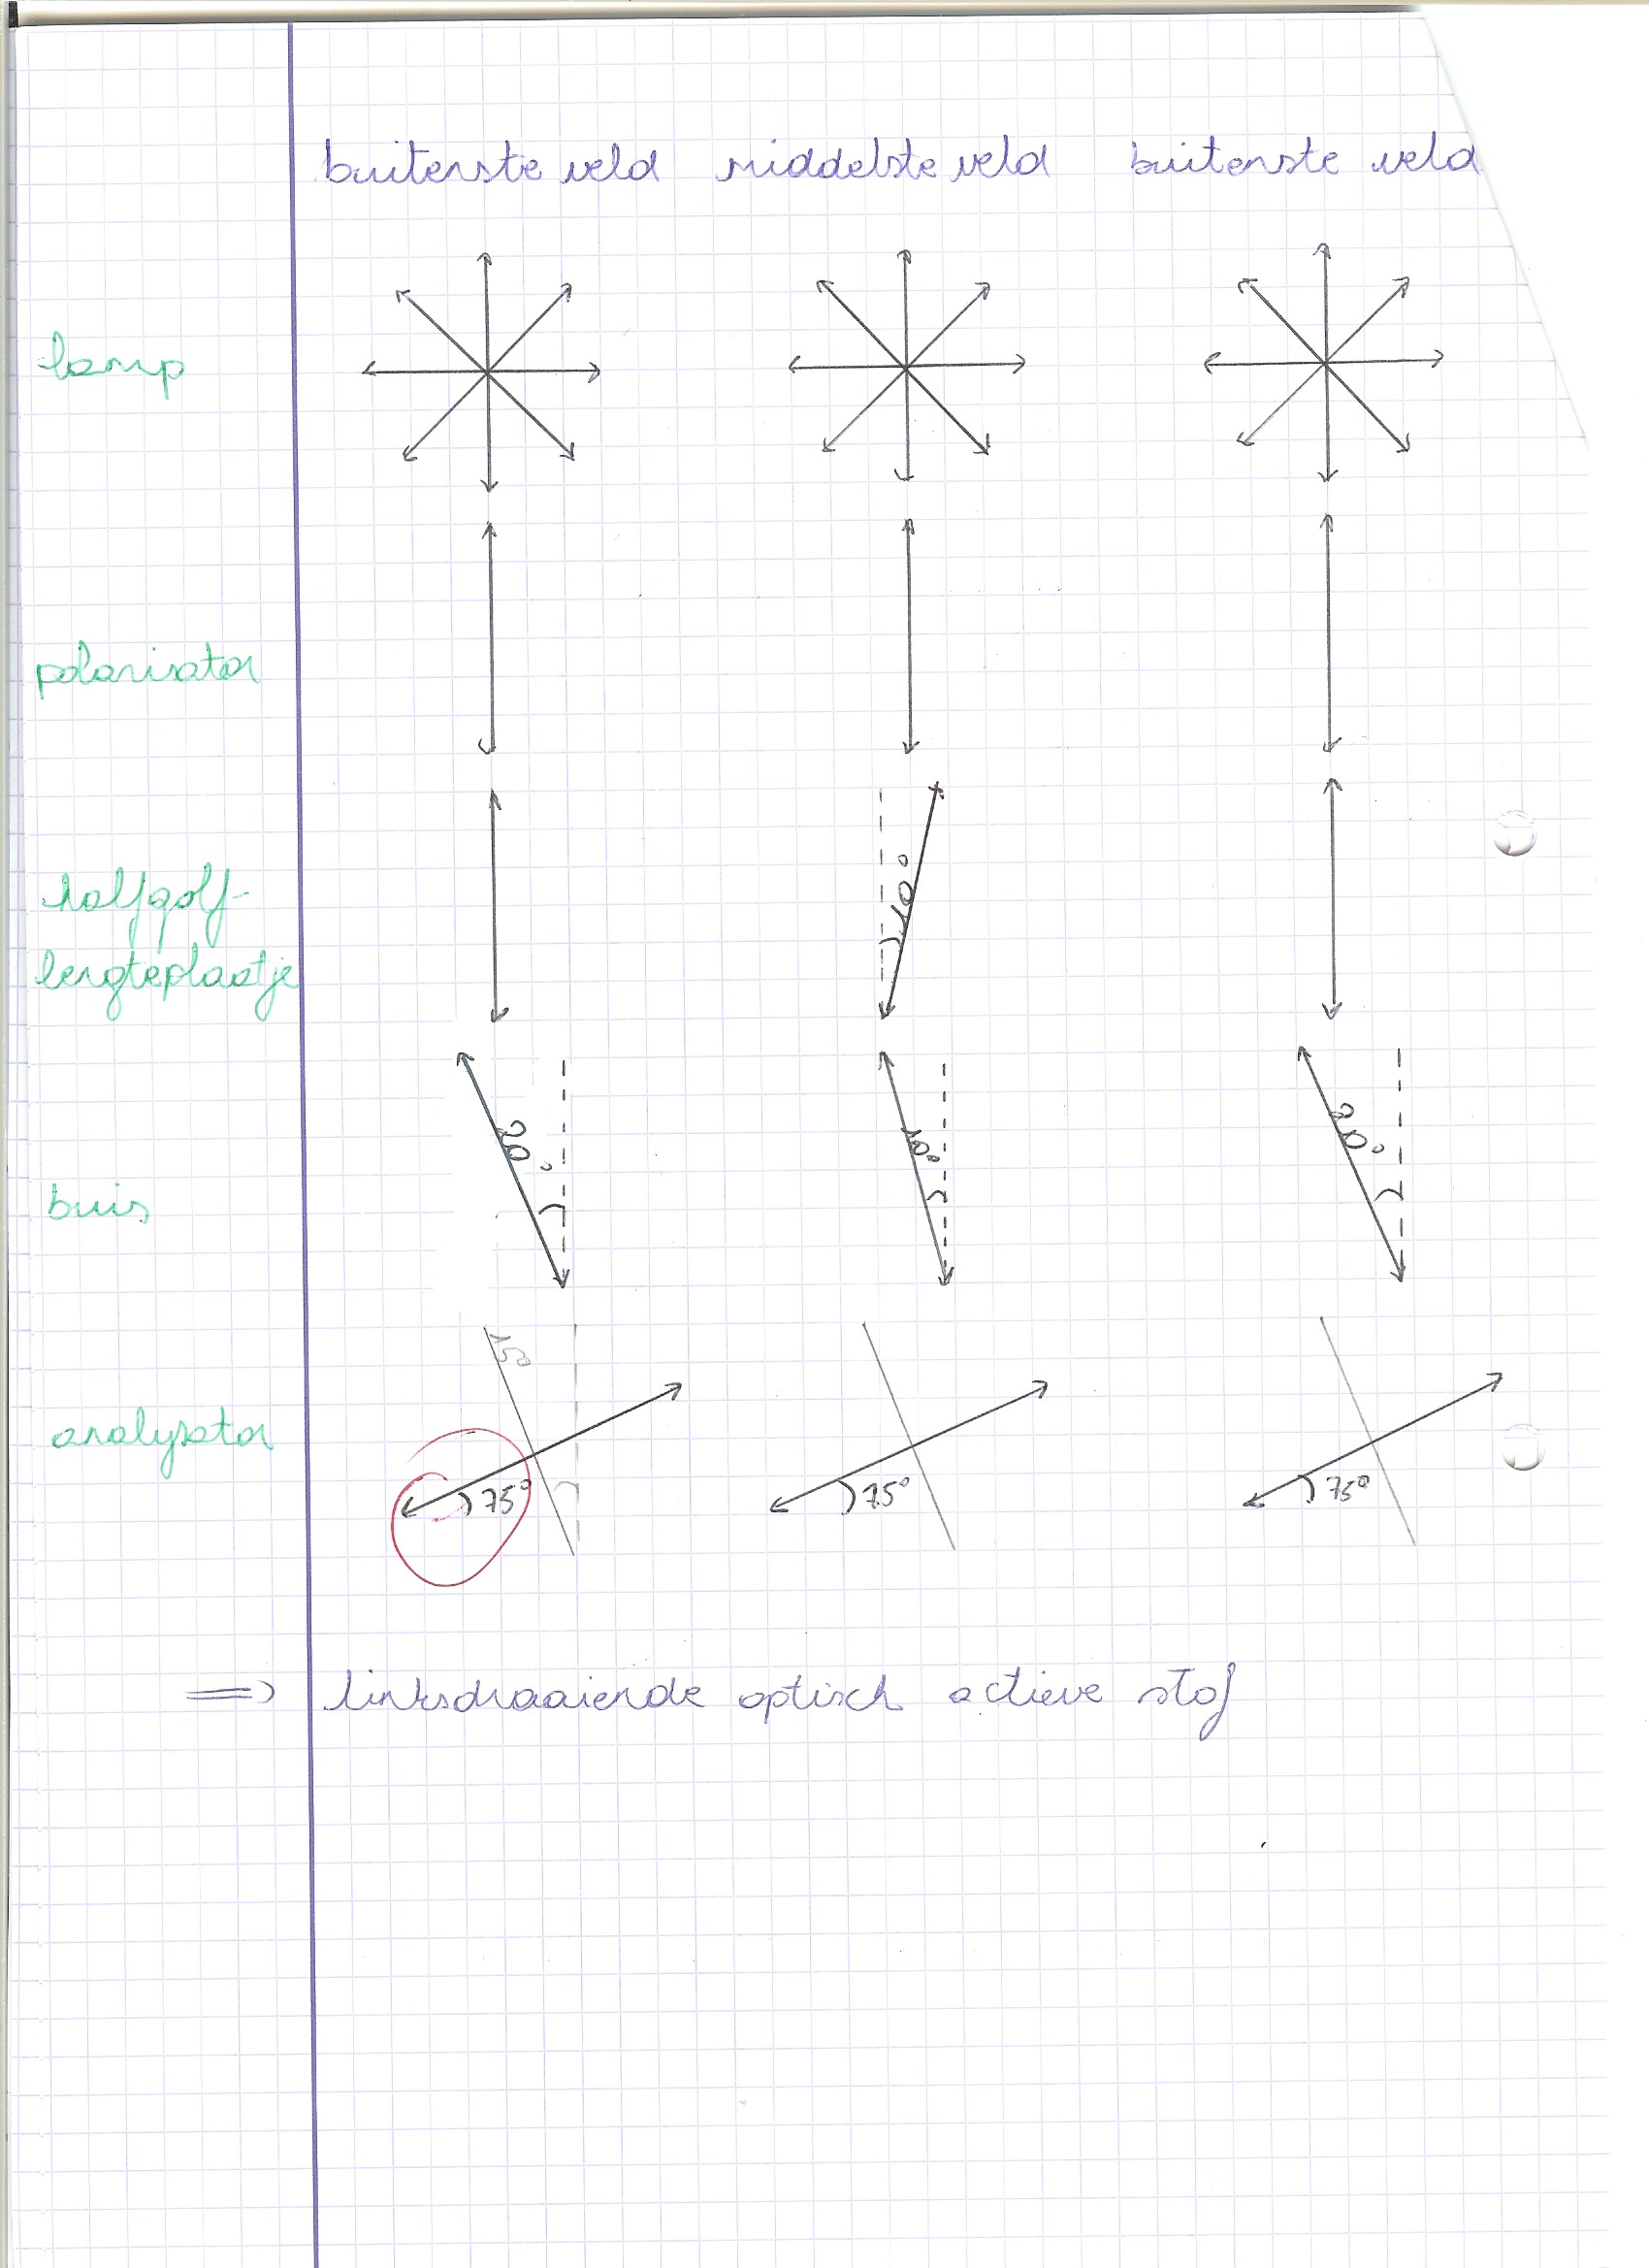 buitenste veld middelste veld buitenste veld
lamp
polarisator
halfgolf-
lengteplaatje
10°
buis
20°
10°
20°
analysator
15°
75°
75°
75°
=> linksdraaiende optisch actieve stof